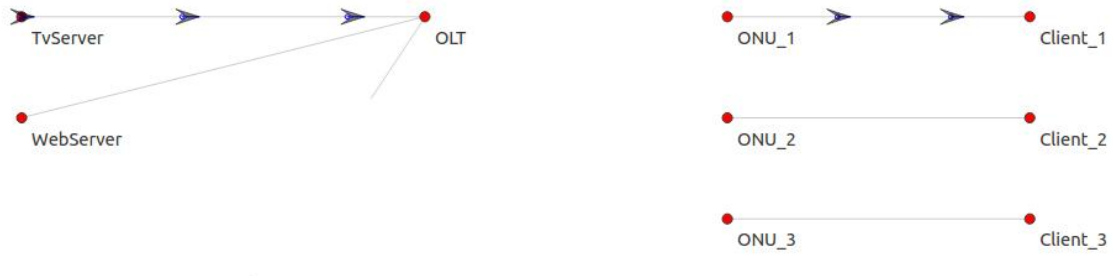 TvServer
OLT
ONU_1
Client_1
WebServer
ONU_2
Client_2
ONU_3
Client_3